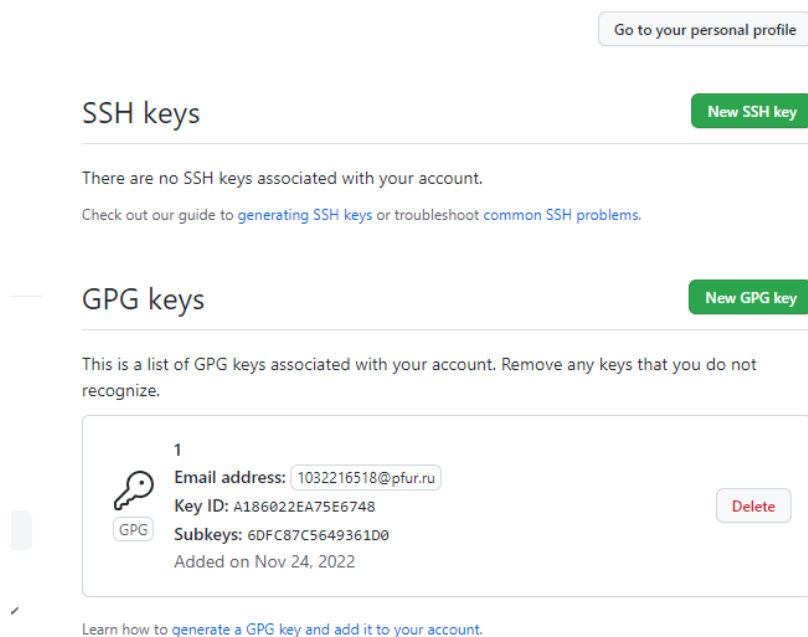 Go to your personal profile
SSH keys
New SSH key
There are no SSH keys associated with your account.
Check out our guide to generating SSH keys or troubleshoot common SSH problems.
GPG keys
New GPG key
This is a list of GPG keys associated with your account. Remove any keys that you do not
recognize.
1
Email address: 1032216518@pfur.ru
Key ID: A186022EA75E6748
GPG
Subkeys: 6DFC87C5649361D0
Delete
Added on Nov 24, 2022
Learn how to generate a GPG key and add it to your account.